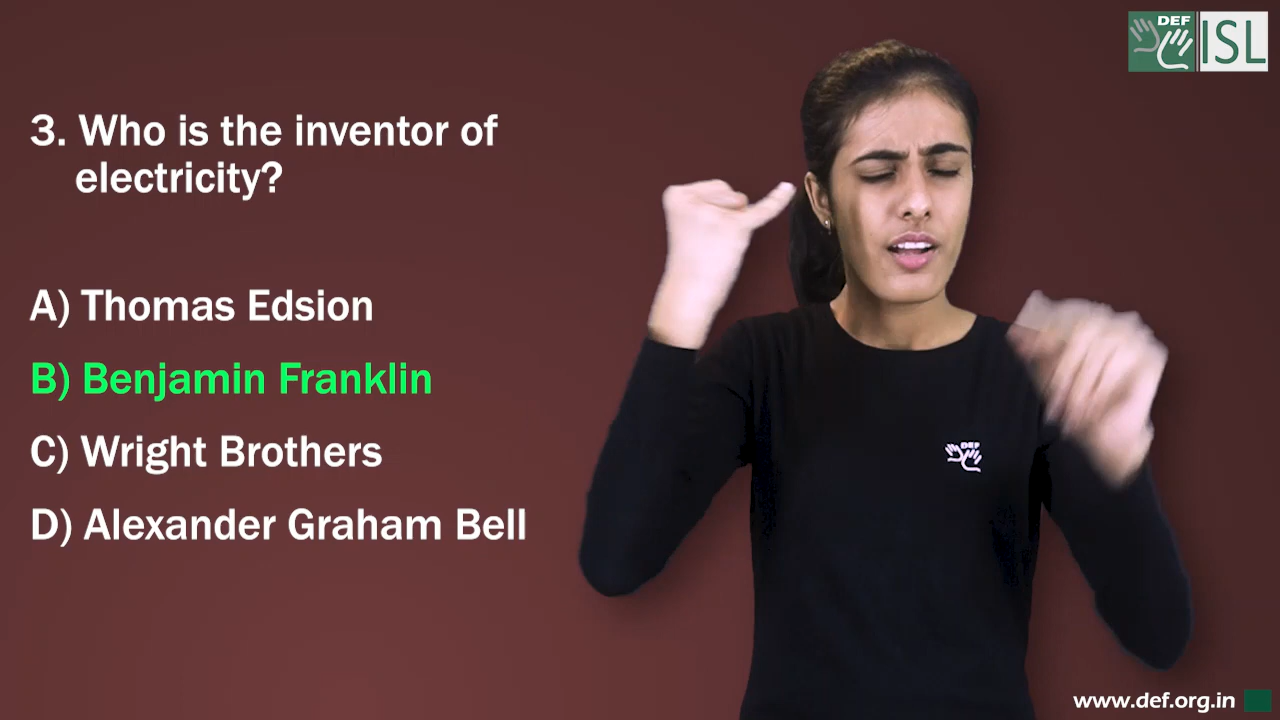 DEF
ISL
3. Who is the inventor of
electricity?
A) Thomas Edsion
B) Benjamin Franklin
C) Wright Brothers
D) Alexander Graham Bell
DEF
www.def.org.in